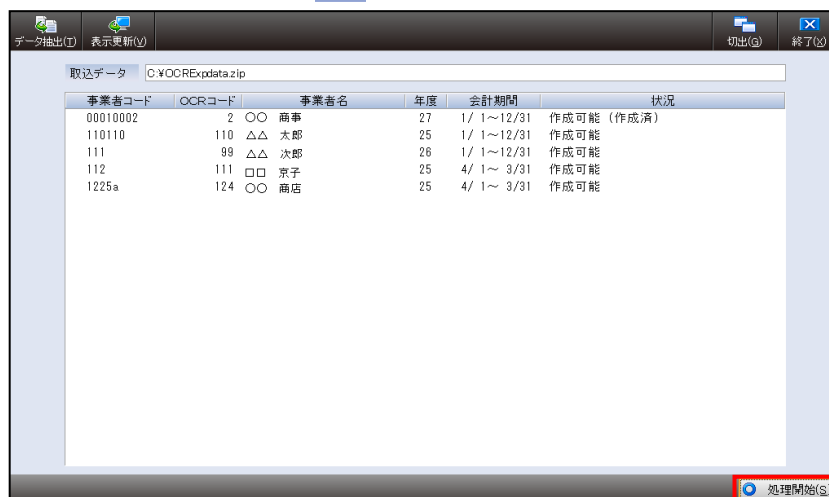 データ抽出(T) 表示更新(V) 切出(G) 終了(X)
取込データ C:¥OCRExpdata.zip
事業者コード OCRコード 事業者名 年度 会計期間 状況
00010002 2 〇〇 商事 27 1/ 1～12/31 作成可能 (作成済)
110110 110 △△ 太郎 25 1/ 1～12/31 作成可能
111 99 △△ 次郎 26 1/ 1～12/31 作成可能
112 111 □□ 京子 25 4/ 1～ 3/31 作成可能
1225a 124 〇〇 商店 25 4/ 1～ 3/31 作成可能
処理開始(S